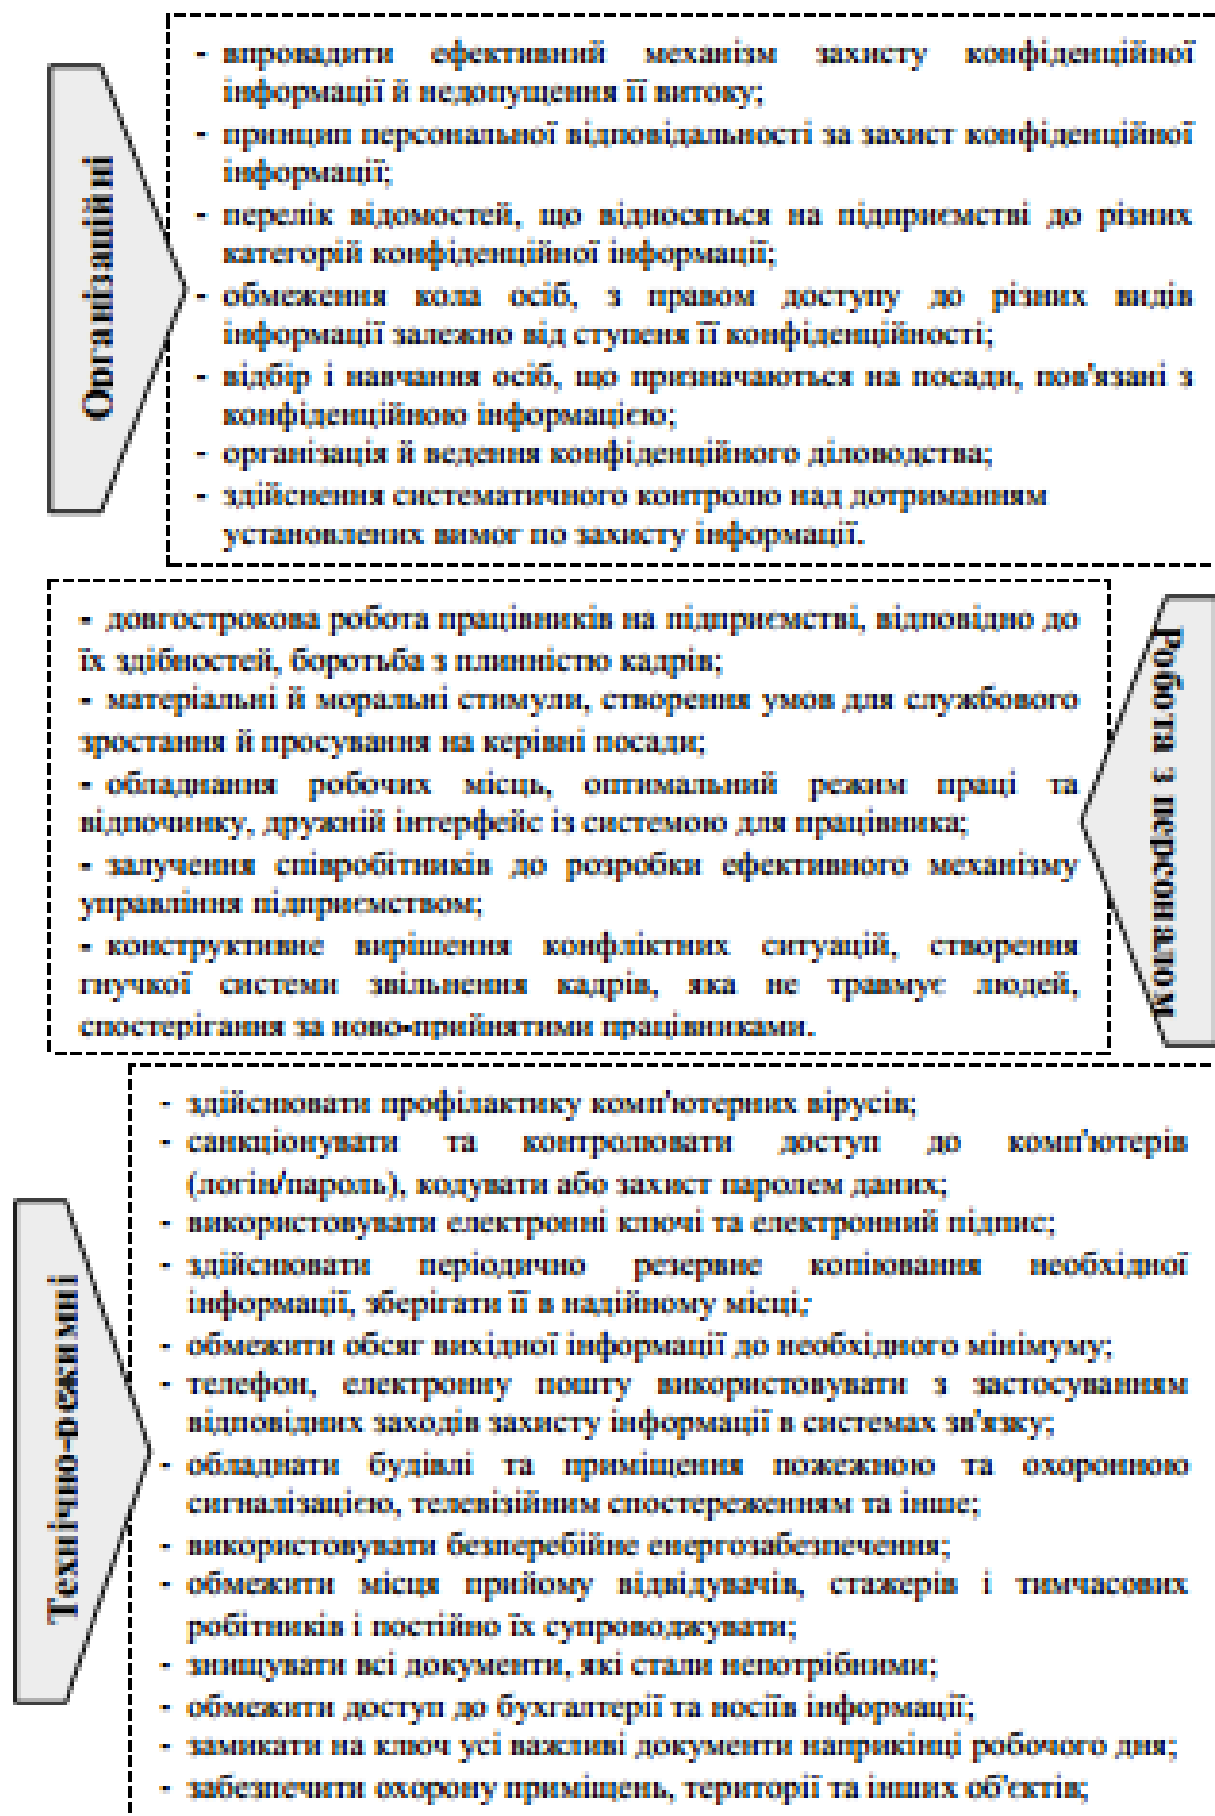 Організаційні
- впровадити ефективний механізм захисту конфіденційної
інформації й недопущення її витоку;
- принцип персональної відповідальності за захист конфіденційної
інформації;
- перелік відомостей, що відносяться на підприємстві до різних
категорій конфіденційної інформації;
- обмеження кола осіб, з правом доступу до різних видів
інформації залежно від ступеня її конфіденційності;
- відбір і навчання осіб, що призначаються на посади, пов'язані з
конфіденційною інформацією;
- організація й ведення конфіденційного діловодства;
- здійснення систематичного контролю над дотриманням
установлених вимог по захисту інформації.
Робота з персоналом
- довгострокова робота працівників на підприємстві, відповідно до
їх здібностей, боротьба з плинністю кадрів;
- матеріальні й моральні стимули, створення умов для службового
зростання й просування на керівні посади;
- обладнання робочих місць, оптимальний режим праці та
відпочинку, дружній інтерфейс із системою для працівника;
- залучення співробітників до розробки ефективного механізму
управління підприємством;
- конструктивне вирішення конфліктних ситуацій, створення
гнучкої системи звільнення кадрів, яка не травмує людей,
спостерігання за ново-прийнятими працівниками.
Технічно-режимні
- здійснювати профілактику комп'ютерних вірусів;
- санкціонувати та контролювати доступ до комп'ютерів
(логін/пароль), кодувати або захист паролем даних;
- використовувати електронні ключі та електронний підпис;
- здійснювати періодично резервне копіювання необхідної
інформації, зберігати її в надійному місці;
- обмежити обсяг вихідної інформації до необхідного мінімуму;
- телефон, електронну пошту використовувати з застосуванням
відповідних заходів захисту інформації в системах зв'язку;
- обладнати будівлі та приміщення пожежною та охоронною
сигналізацією, телевізійним спостереженням та інше;
- використовувати безперебійне енергозабезпечення;
- обмежити місця прийому відвідувачів, стажерів і тимчасових
робітників і постійно їх супроводжувати;
- знищувати всі документи, які стали непотрібними;
- обмежити доступ до бухгалтерії та носіїв інформації;
- замикати на ключ усі важливі документи наприкінці робочого дня;
- забезпечити охорону приміщень, території та інших об'єктів;